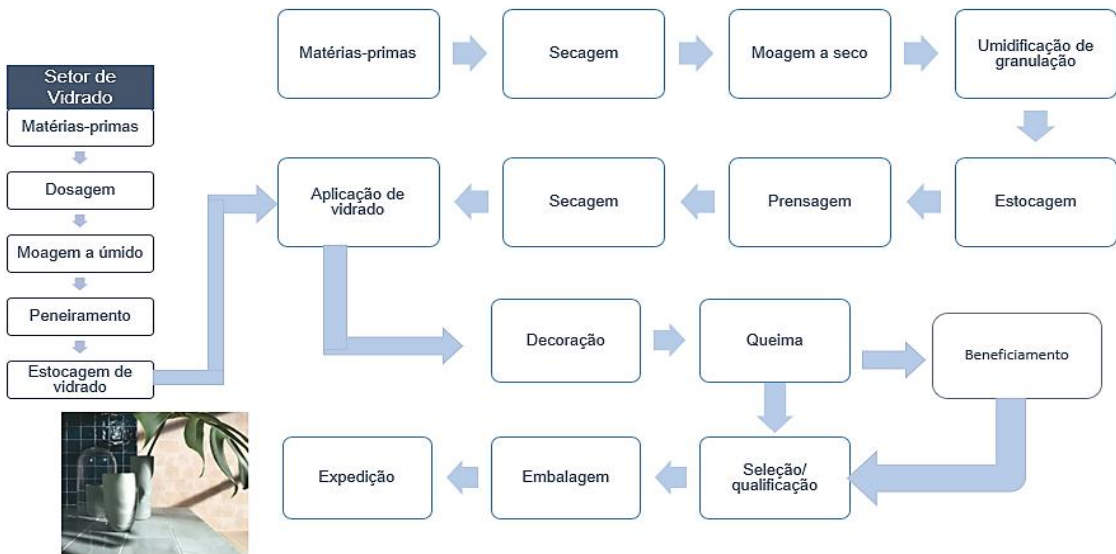 Setor de
Vidrado
Matérias-primas
Dosagem
Moagem a úmido
Peneiramento
Estocagem de
vidrado
Matérias-primas
Secagem
Moagem a seco
Umidificação de
granulação
Estocagem
Prensagem
Secagem
Aplicação de
vidrado
Decoração
Queima
Beneficiamento
Seleção/
qualificação
Embalagem
Expedição